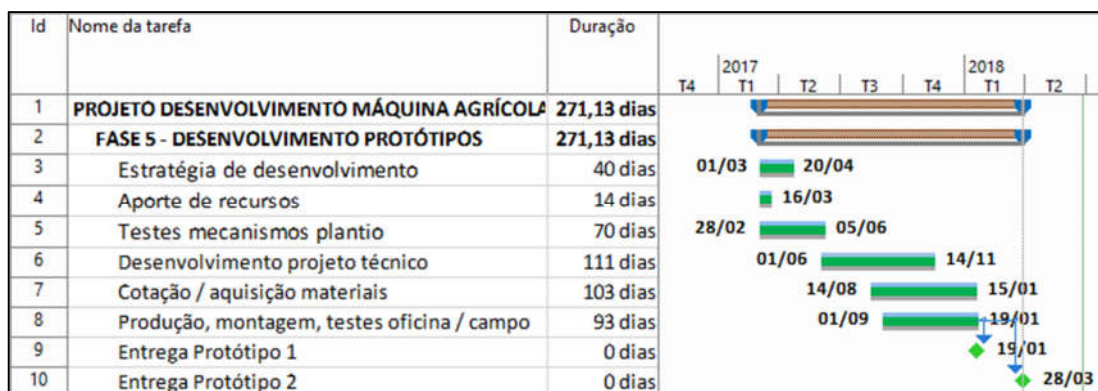 Id Nome da tarefa Duração
2017 2018
T4 T1 T2 T3 T4 T1 T2
1 PROJETO DESENVOLVIMENTO MÁQUINA AGRÍCOLA 271,13 dias
2 FASE 5 - DESENVOLVIMENTO PROTÓTIPOS 271,13 dias
3 Estratégia de desenvolvimento 40 dias 01/03 20/04
4 Aporte de recursos 14 dias 16/03
5 Testes mecanismos plantio 70 dias 28/02 05/06
6 Desenvolvimento projeto técnico 111 dias 01/06 14/11
7 Cotação / aquisição materiais 103 dias 14/08 15/01
8 Produção, montagem, testes oficina / campo 93 dias 01/09 19/01
9 Entrega Protótipo 1 0 dias 19/01
10 Entrega Protótipo 2 0 dias 28/03